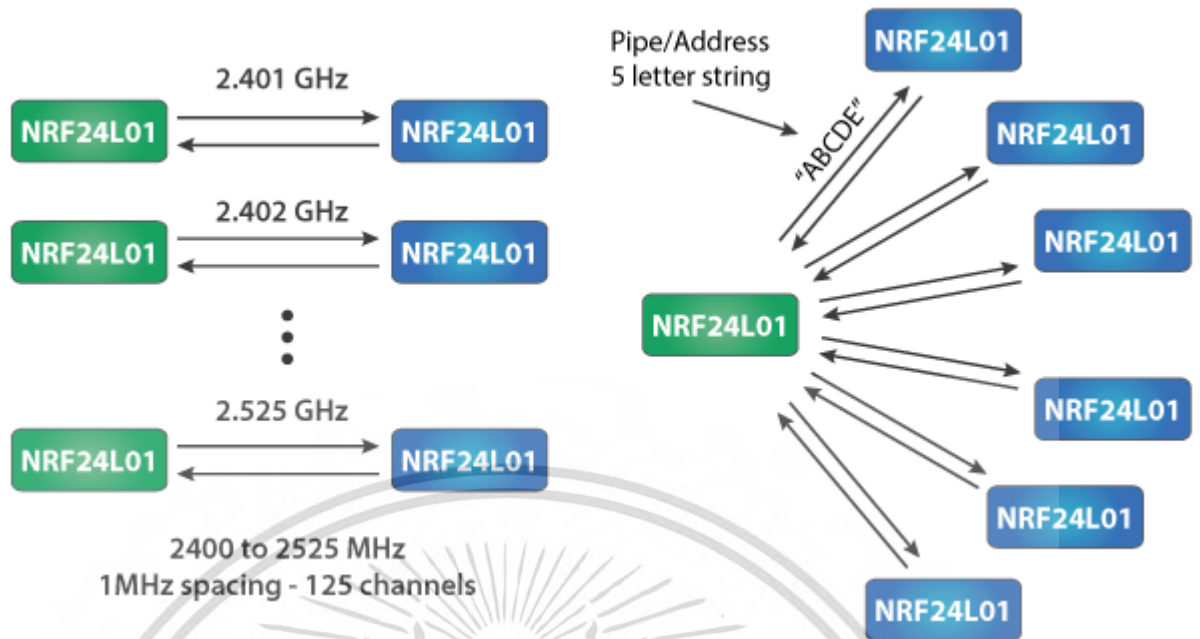 2.401 GHz
NRF24L01
NRF24L01
2.402 GHz
NRF24L01
NRF24L01
2.525 GHz
NRF24L01
NRF24L01
2400 to 2525 MHz
1MHz spacing - 125 channels
Pipe/Address
5 letter string
"ABCDE"
NRF24L01
NRF24L01
NRF24L01
NRF24L01
NRF24L01
NRF24L01
NRF24L01